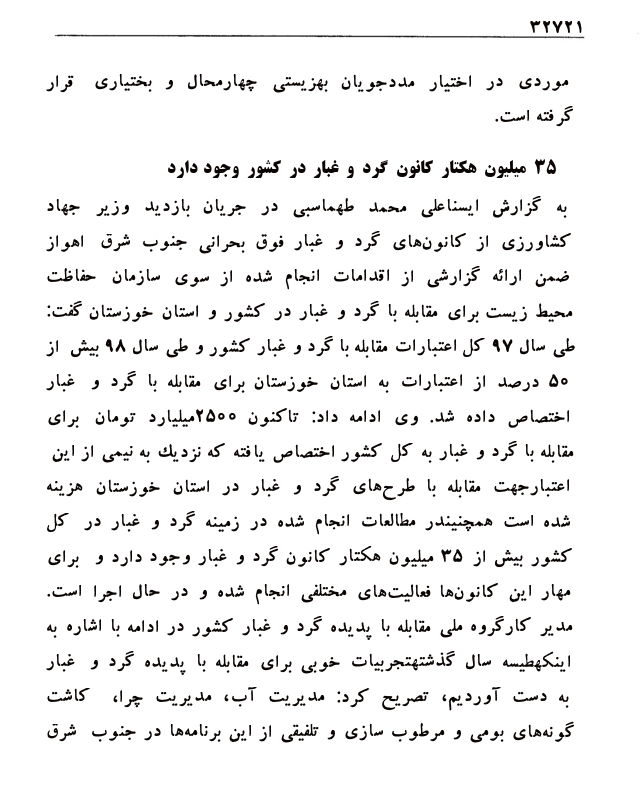 ۳۲۷۲۱
موردی در اختیار مددجویان بهزیستی چهارمحال و بختیاری قرار
گرفته است.
۳۵ میلیون هکتار کانون گرد و غبار در کشور وجود دارد
به گزارش ایسناعلی محمد طهماسبی در جریان بازدید وزیر جهاد
کشاورزی از کانون‌های گرد و غبار فوق بحرانی جنوب شرق اهواز
ضمن ارائه گزارشی از اقدامات انجام شده از سوی سازمان حفاظت
محیط زیست برای مقابله با گرد و غبار در کشور و استان خوزستان گفت:
طی سال ۹۷ کل اعتبارات مقابله با گرد و غبار کشور و طی سال ۹۸ بیش از
۵۰ درصد از اعتبارات به استان خوزستان برای مقابله با گرد و غبار
اختصاص داده شد. وی ادامه داد: تاکنون ۲۵۰۰میلیارد تومان برای
مقابله با گرد و غبار به کل کشور اختصاص یافته که نزدیك به نیمی از این
اعتبارجهت مقابله با طرح‌های گرد و غبار در استان خوزستان هزینه
شده است همچنیندر مطالعات انجام شده در زمینه گرد و غبار در کل
کشور بیش از ۳۵ میلیون هکتار کانون گرد و غبار وجود دارد و برای
مهار این کانون‌ها فعالیت‌های مختلفی انجام شده و در حال اجرا است.
مدیر کارگروه ملی مقابله با پدیده گرد و غبار کشور در ادامه با اشاره به
اینکهطیسه سال گذشتهتجربیات خوبی برای مقابله با پدیده گرد و غبار
به دست آوردیم، تصریح کرد: مدیریت آب، مدیریت چرا، کاشت
گونه‌های بومی و مرطوب سازی و تلفیقی از این برنامه‌ها در جنوب شرق